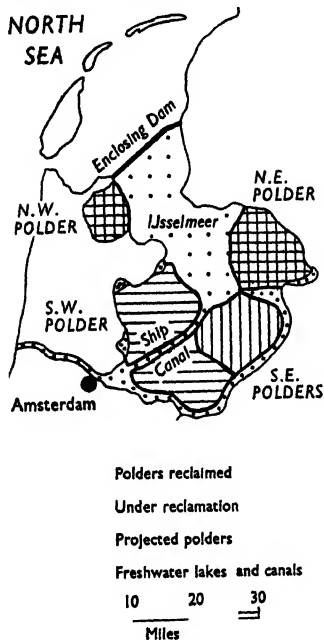 NORTH
SEA
Enclosing Dam
N.E.
POLDER
N.W.
POLDER
IJsselmeer
S.W.
POLDER
Ship
Canal
S.E.
POLDERS
Amsterdam
Polders reclaimed
Under reclamation
Projected polders
Freshwater lakes and canals
10 20 30
Miles